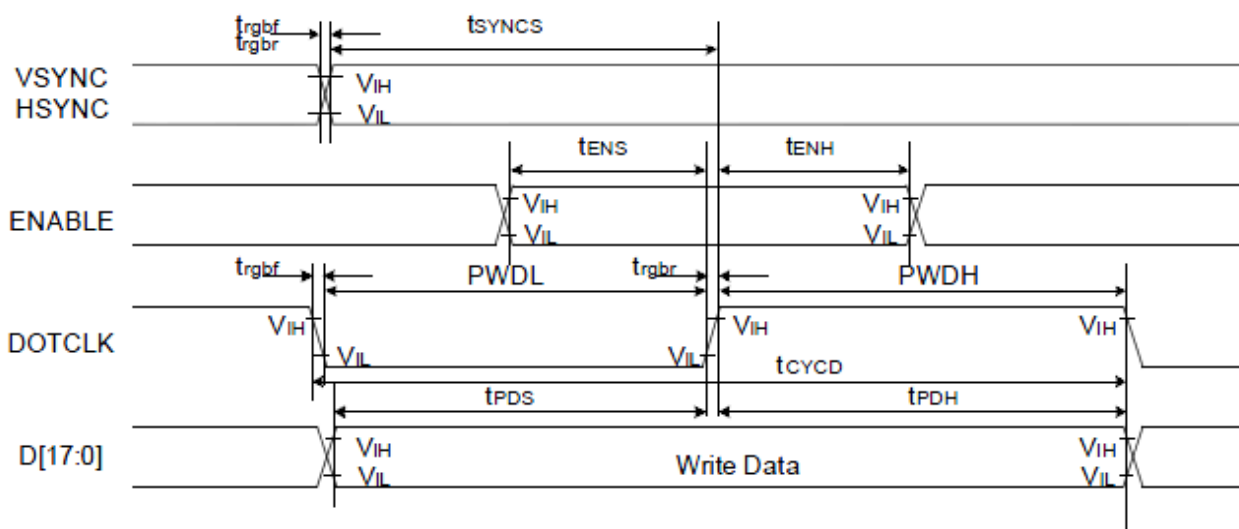 trgbf
trgbr
tSYNCS
VSYNC
HSYNC
VIH
VIL
tENS
tENH
ENABLE
VIH
VIL
VIH
VIL
trgbf
PWDL
trgbr
PWDH
DOTCLK
VIH
VIL
VIL
VIH
VIH
tCYCD
tPDS
tPDH
D[17:0]
VIH
VIL
Write Data
VIH
VIL